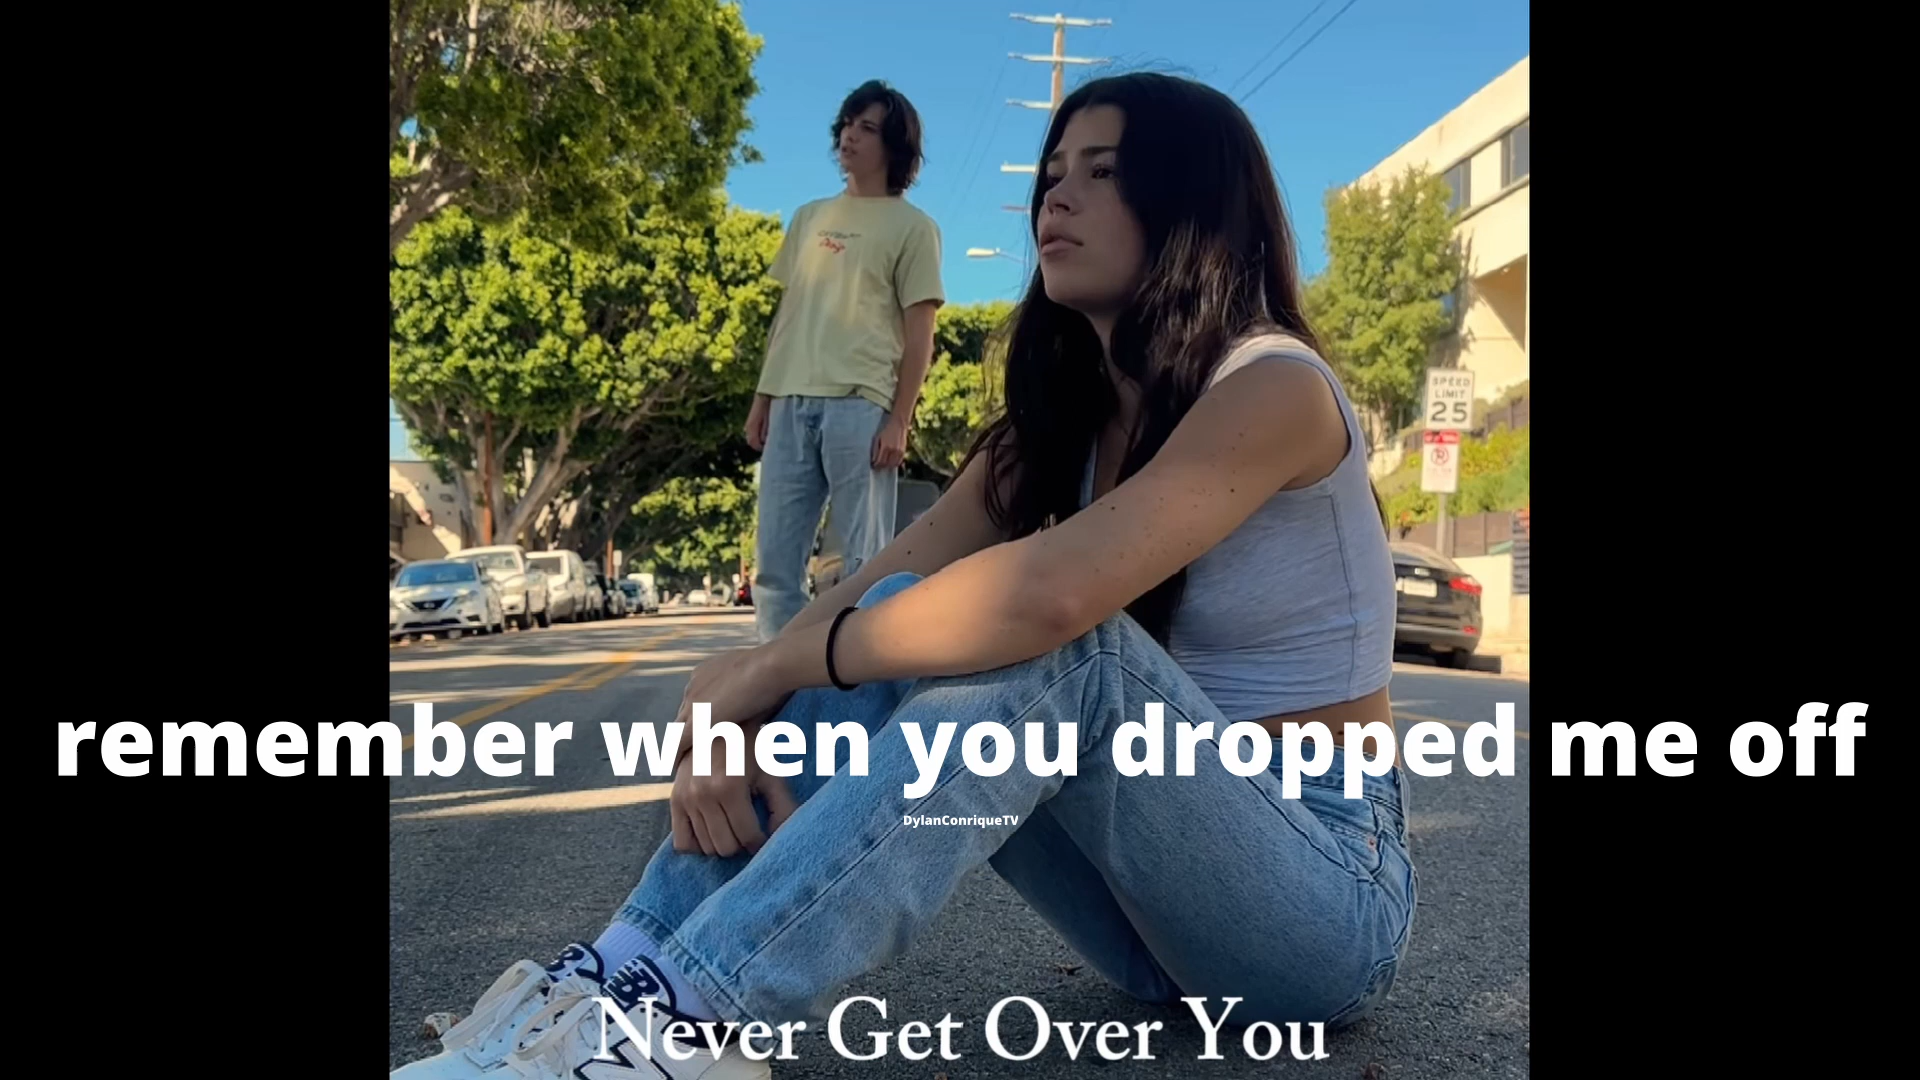 SPEED
LIMIT
25
remember when you dropped me off
DylanConriqueTV
Never Get Over You